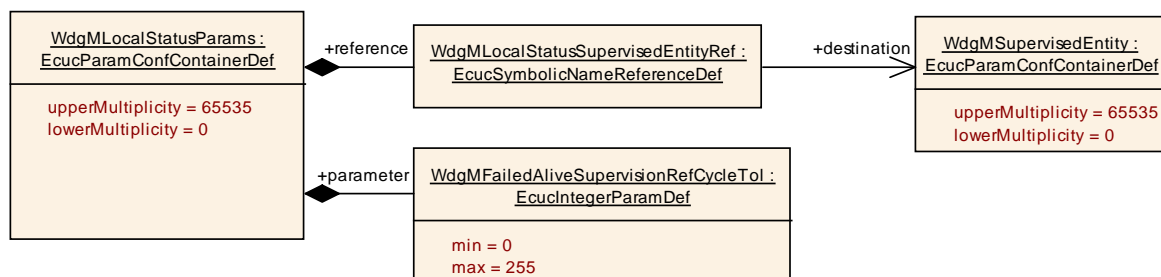 WdgMLocalStatusParams :
EcucParamConfContainerDef
upperMultiplicity = 65535
lowerMultiplicity = 0
+reference
WdgMLocalStatusSupervisedEntityRef :
EcucSymbolicNameReferenceDef
+destination
WdgMSupervisedEntity :
EcucParamConfContainerDef
upperMultiplicity = 65535
lowerMultiplicity = 0
+parameter
WdgMFailedAliveSupervisionRefCycleTol :
EcucIntegerParamDef
min = 0
max = 255